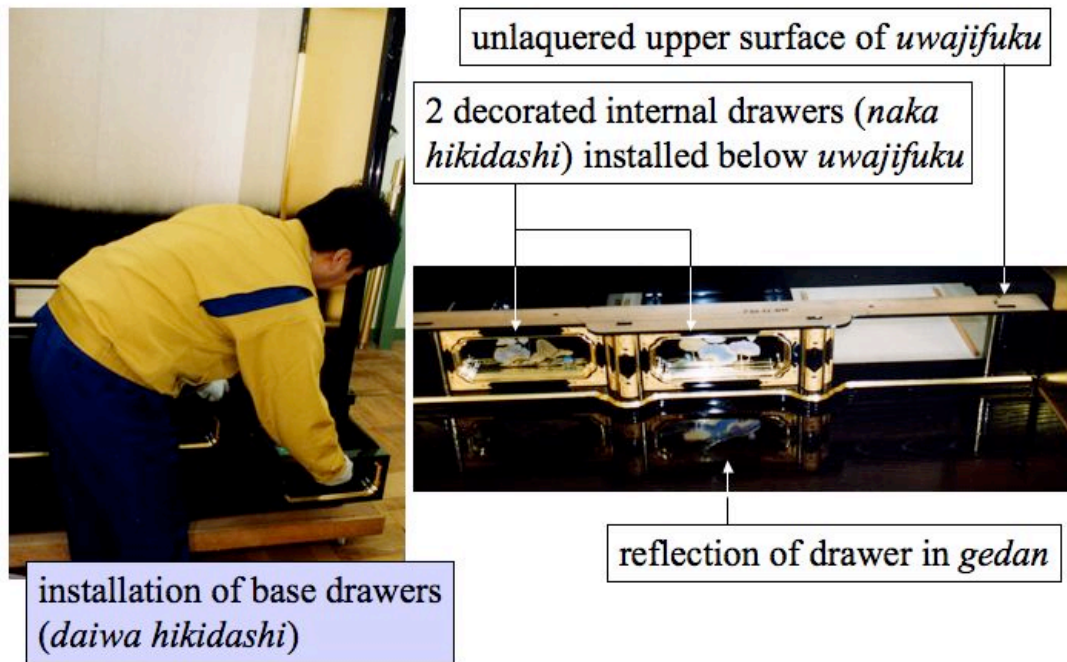 unlaquered upper surface of uwajifuku
2 decorated internal drawers (naka
hikidashi) installed below uwajifuku
reflection of drawer in gedan
installation of base drawers
(daiwa hikidashi)